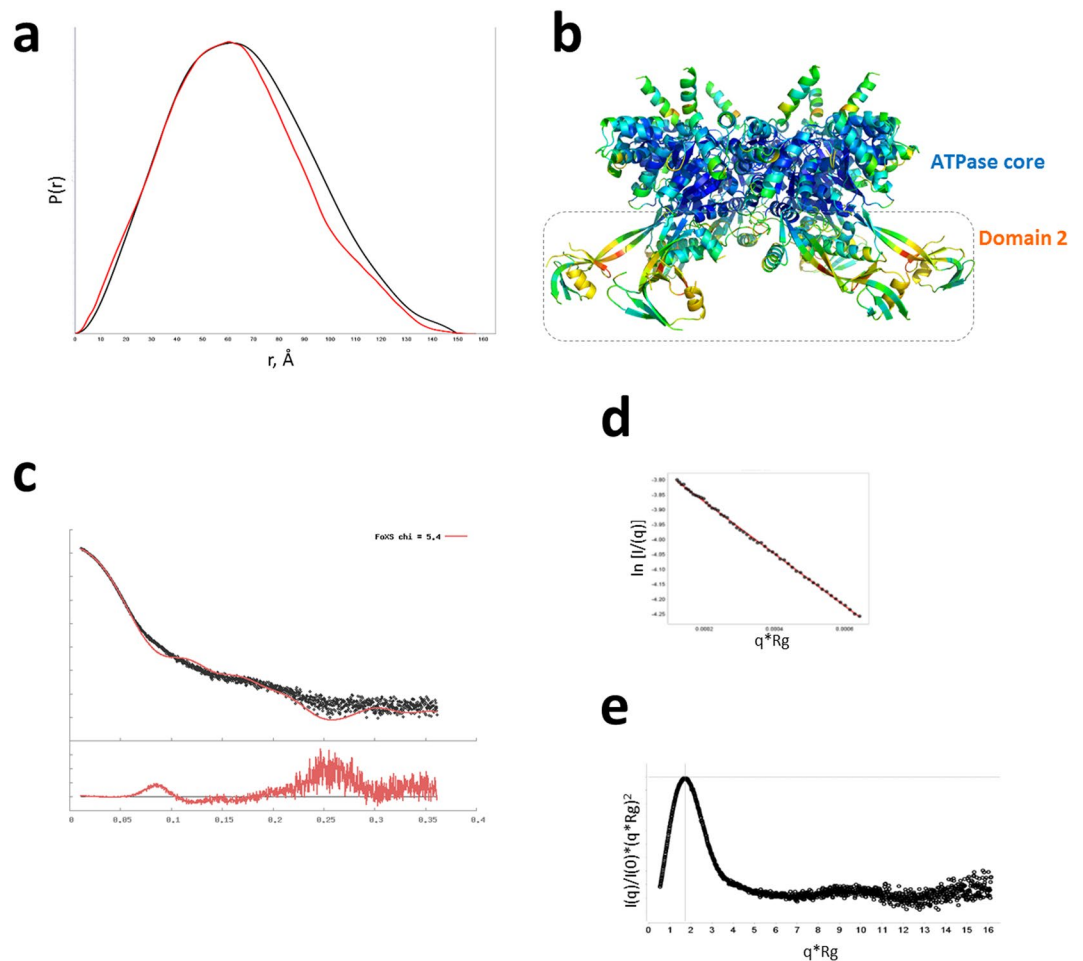 a
P(r)
0 10 20 30 40 50 60 70 80 90 100 110 120 130 140 150 160
r, Å
b
ATPase core
Domain 2
c
FoXS chi = 5.4
0 0.05 0.1 0.15 0.2 0.25 0.3 0.35 0.4
d
ln [I/(q)]
-3.80
-3.85
-3.90
-3.95
-4.00
-4.05
-4.10
-4.15
-4.20
-4.25
0.0002 0.0004 0.0006
q*Rg
e
I(q)/I(0)*(q*Rg)2
0 1 2 3 4 5 6 7 8 9 10 11 12 13 14 15 16
q*Rg